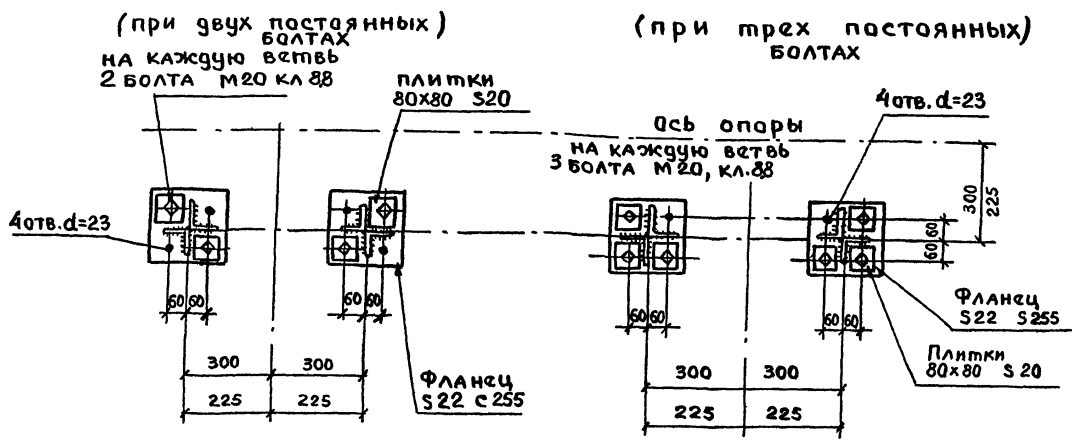 (при двух постоянных)
болтах
на каждую ветвь
2 болта М20 кл 8,8
плитки
80х80 S20
4отв. d=23
60 60
60 60
300 300
225 225
Фланец
S22 С255
(при трех постоянных)
болтах
4отв. d=23
ось опоры
на каждую ветвь
3 болта М20, кл. 8,8
300
225
60
60
60 60
60 60
300 300
225 225
Фланец
S22 S255
Плитки
80х80 S20